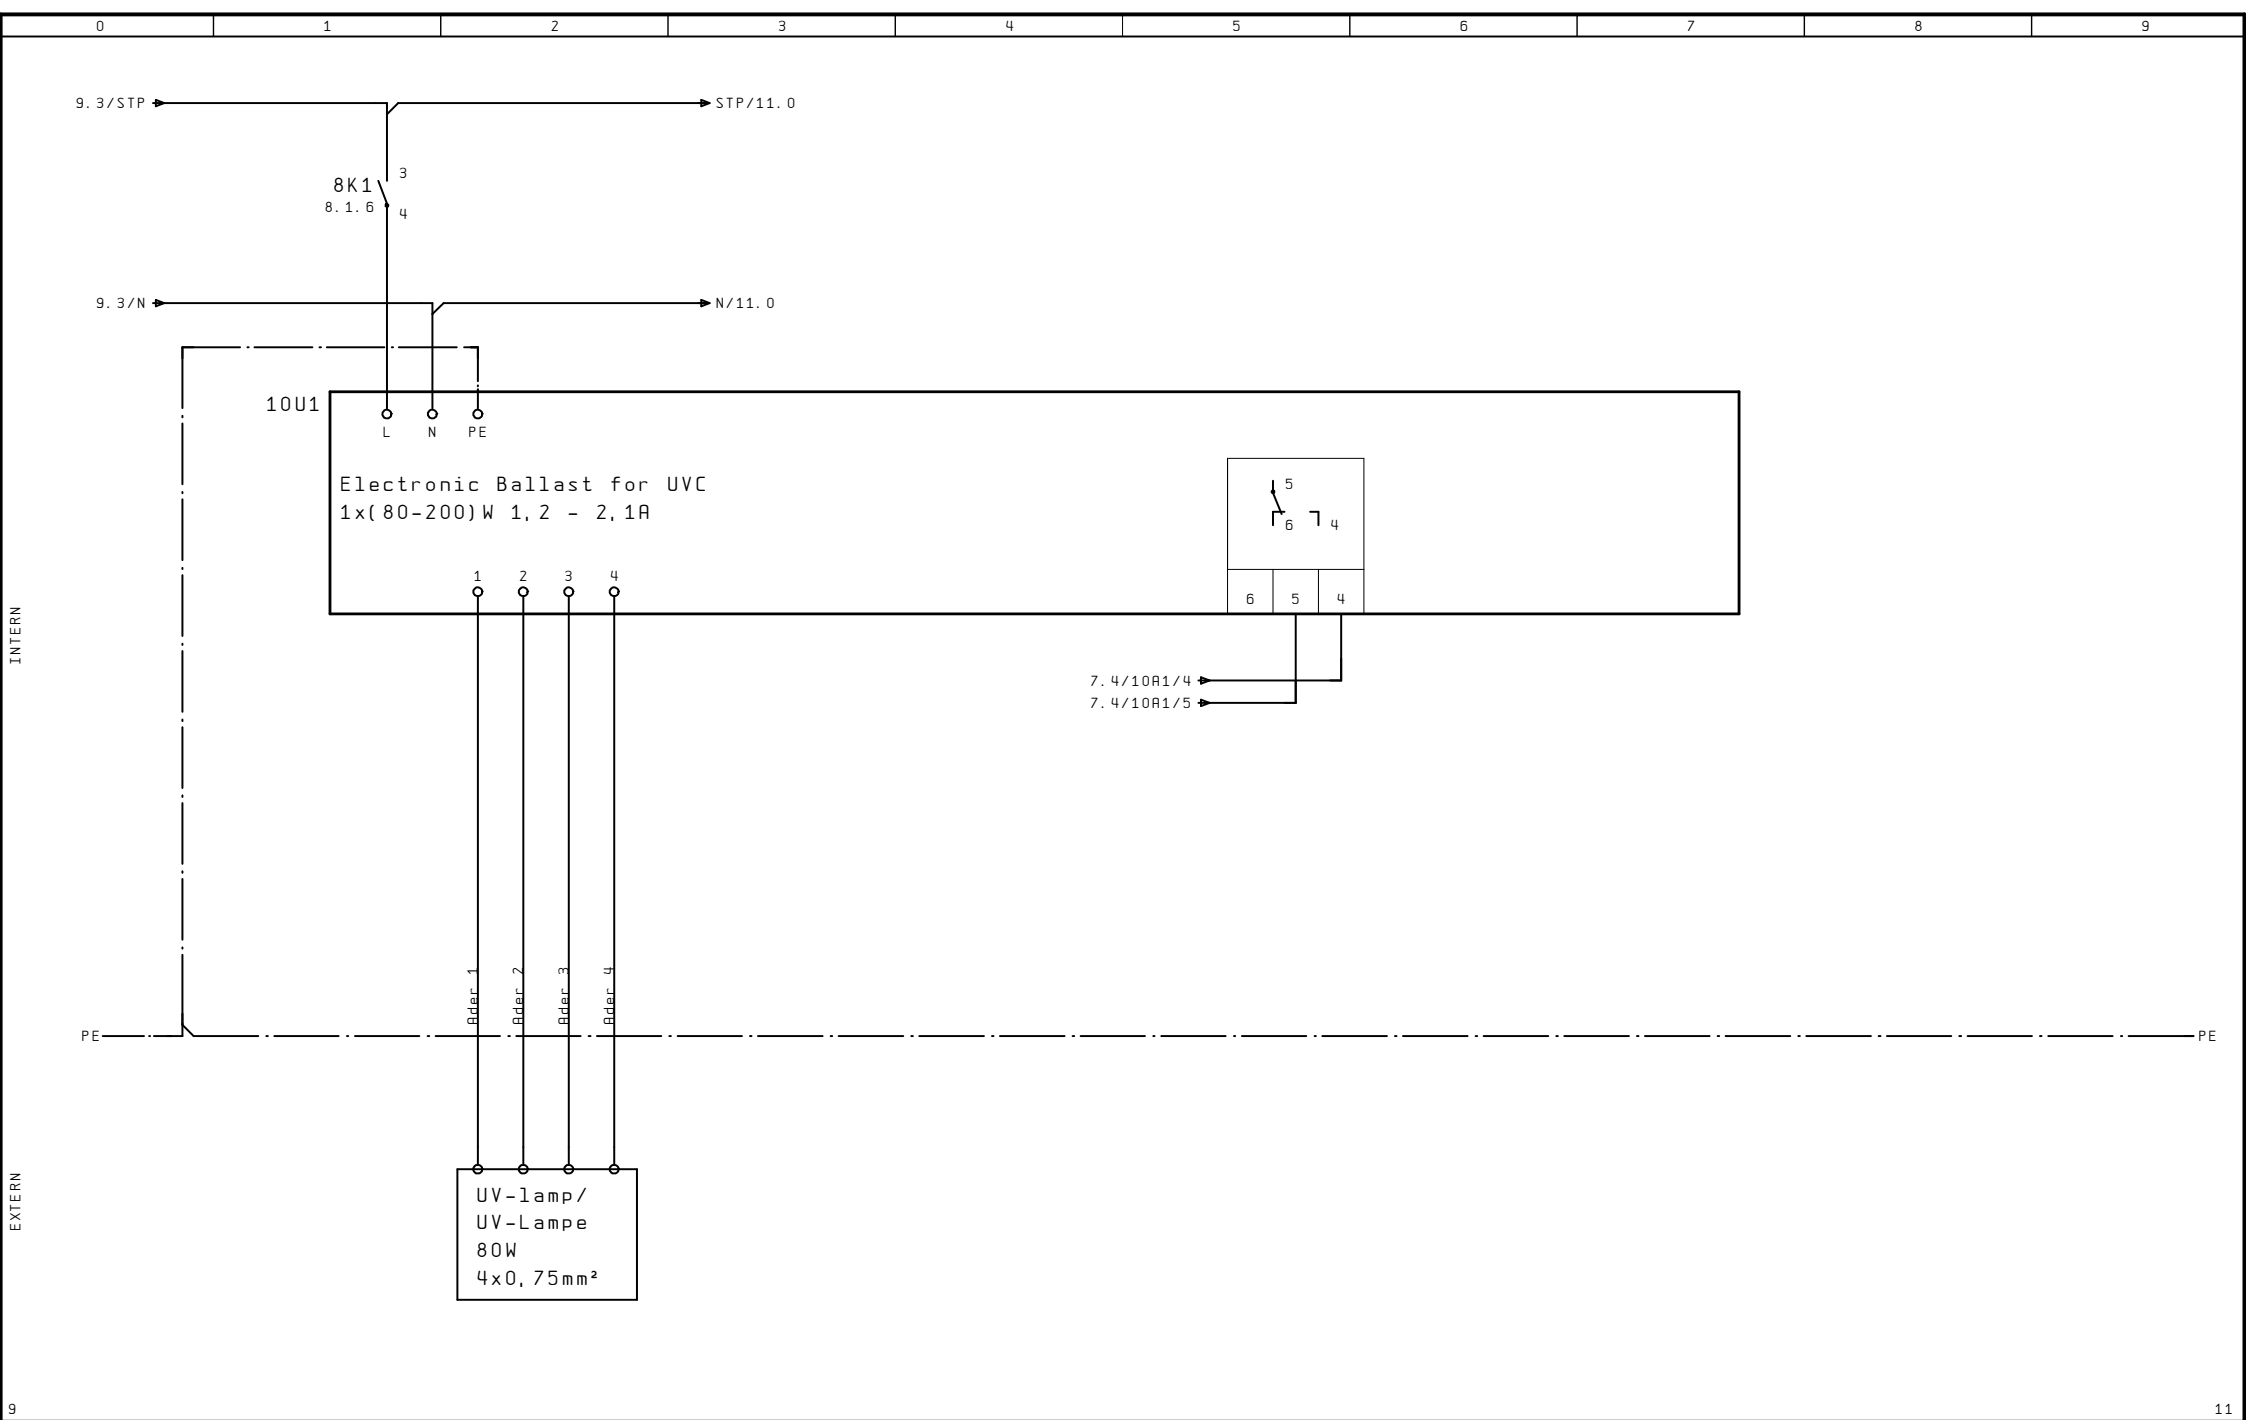 0 1 2 3 4 5 6 7 8 9
9.3/STP STP/11.0
3
8K1
8.1.6 4
9.3/N N/11.0
10U1
L N PE
Electronic Ballast for UVC
1x(80-200)W 1,2 - 2,1A
5
6 4
1 2 3 4
6 5 4
INTERN
7.4/10A1/4
7.4/10A1/5
Ader 1 Ader 2 Ader 3 Ader 4
PE PE
EXTERN
UV-lamp/
UV-Lampe
80W
4x0,75mm²
9 11